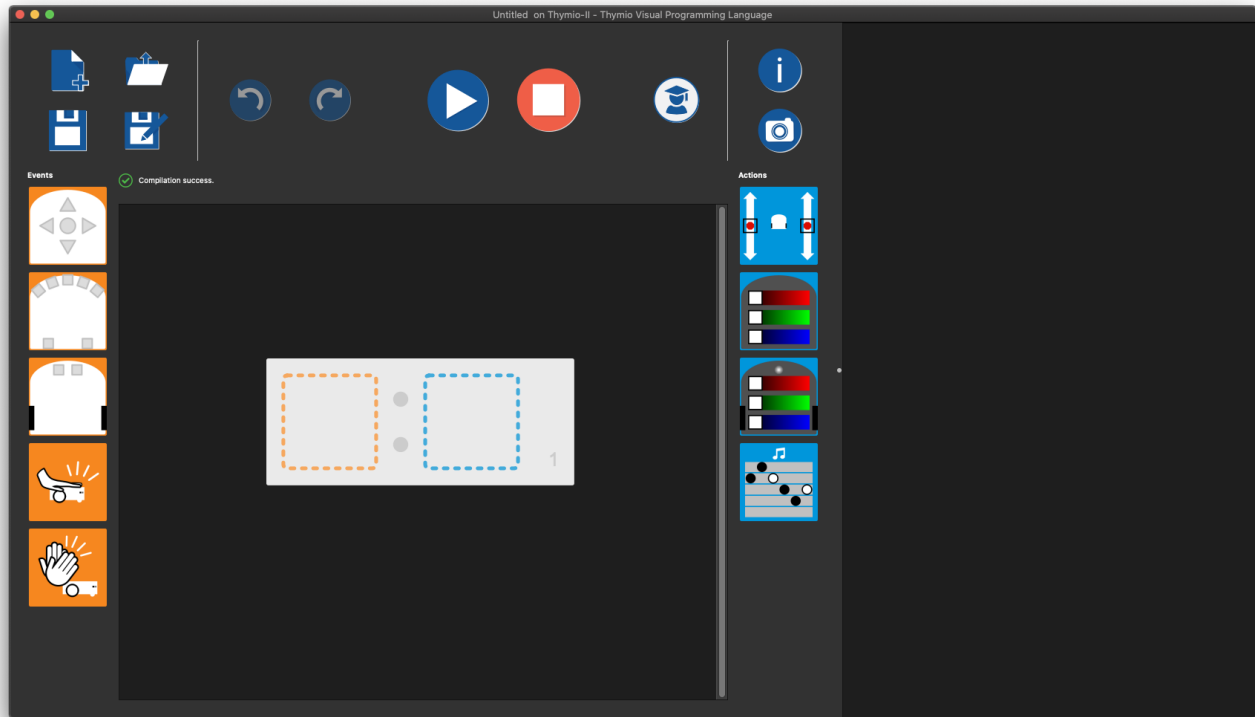 Untitled on Thymio-II - Thymio Visual Programming Language
i
Events
Compilation success.
Actions
1